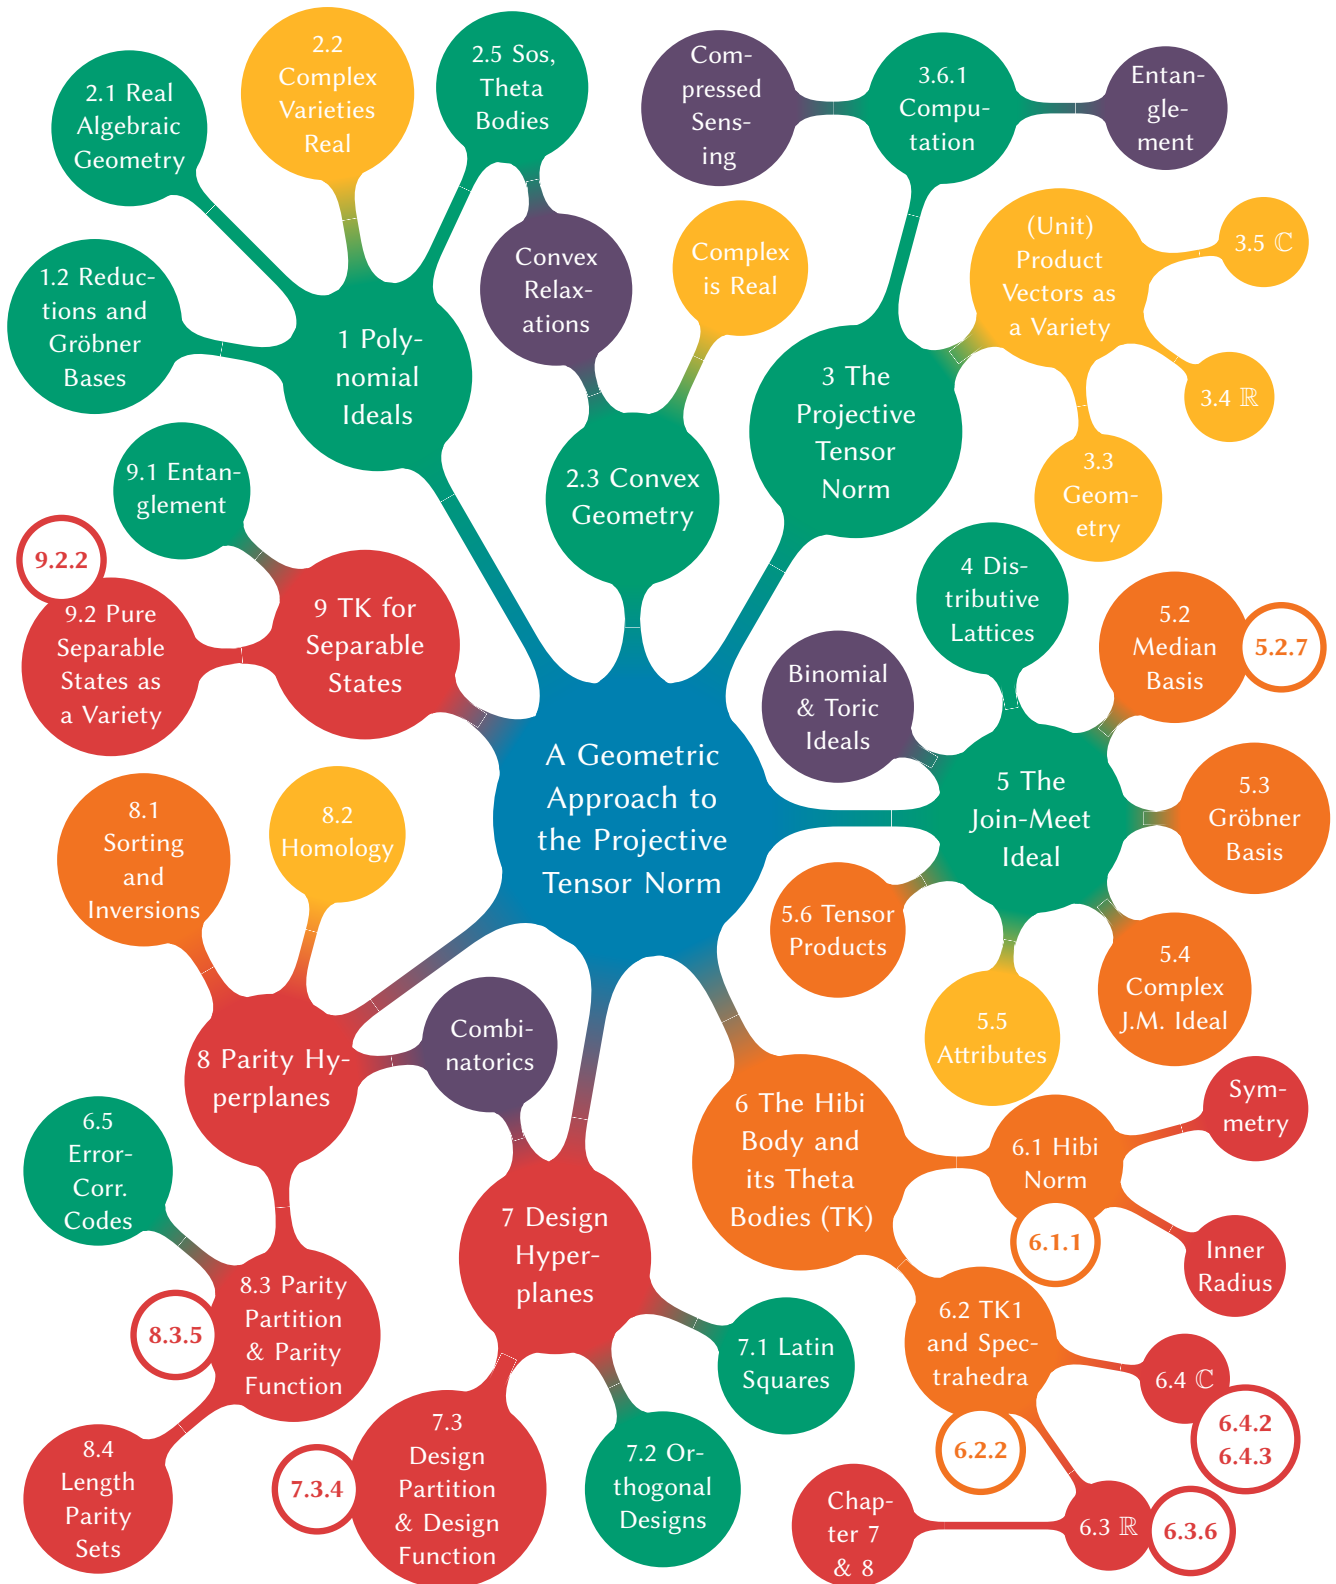 2.1 Real
Algebraic
Geometry
2.2
Complex
Varieties
Real
2.5 Sos,
Theta
Bodies
Com-
pressed
Sens-
ing
3.6.1
Compu-
tation
Entan-
gle-
ment
1.2 Reduc-
tions and
Gröbner
Bases
1 Poly-
nomial
Ideals
Convex
Relax-
ations
Complex
is Real
(Unit)
Product
Vectors as
a Variety
3.5 ℂ
3.4 ℝ
3.3
Geom-
etry
3 The
Projective
Tensor
Norm
2.3 Convex
Geometry
9.1 Entan-
glement
9.2.2
9.2 Pure
Separable
States as
a Variety
9 TK for
Separable
States
4 Dis-
tributive
Lattices
5.2
Median
Basis
5.2.7
Binomial
& Toric
Ideals
5 The
Join-Meet
Ideal
5.3
Gröbner
Basis
A Geometric
Approach to
the Projective
Tensor Norm
5.6 Tensor
Products
5.4
Complex
J.M. Ideal
5.5
Attributes
8.1
Sorting
and
Inversions
8.2
Homology
8 Parity Hy-
perplanes
Combi-
natorics
6.5
Error-
Corr.
Codes
8.3 Parity
Partition
& Parity
Function
8.3.5
8.4
Length
Parity
Sets
7 Design
Hyper-
planes
7.1 Latin
Squares
7.2 Or-
thogonal
Designs
7.3
Design
Partition
& Design
Function
7.3.4
6 The Hibi
Body and
its Theta
Bodies (TK)
6.1 Hibi
Norm
6.1.1
Sym-
metry
Inner
Radius
6.2 TK1
and Spec-
trahedra
6.2.2
6.4 ℂ
6.4.2
6.4.3
6.3 ℝ
6.3.6
Chap-
ter 7
& 8